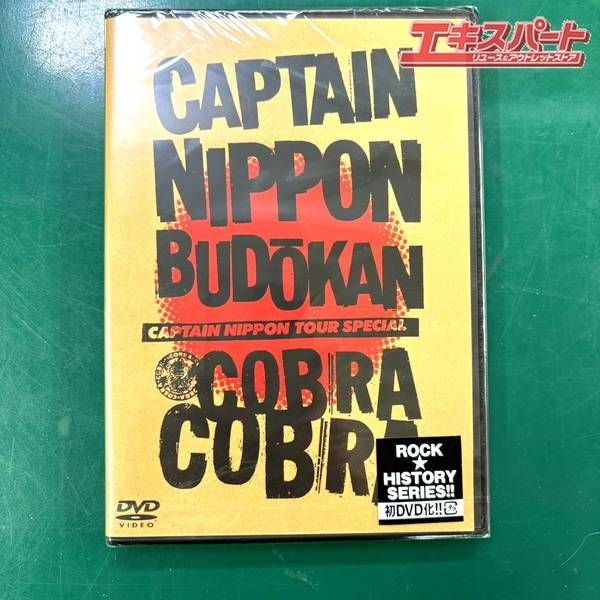 エキスパート
リユース&アウトレットストア
CAPTAIN
NIPPON
BUDŌKAN
CAPTAIN NIPPON TOUR SPECIAL
COBRA
COBRA
ROCK
★
HISTORY
SERIES!!
初DVD化!!
DVD
VIDEO